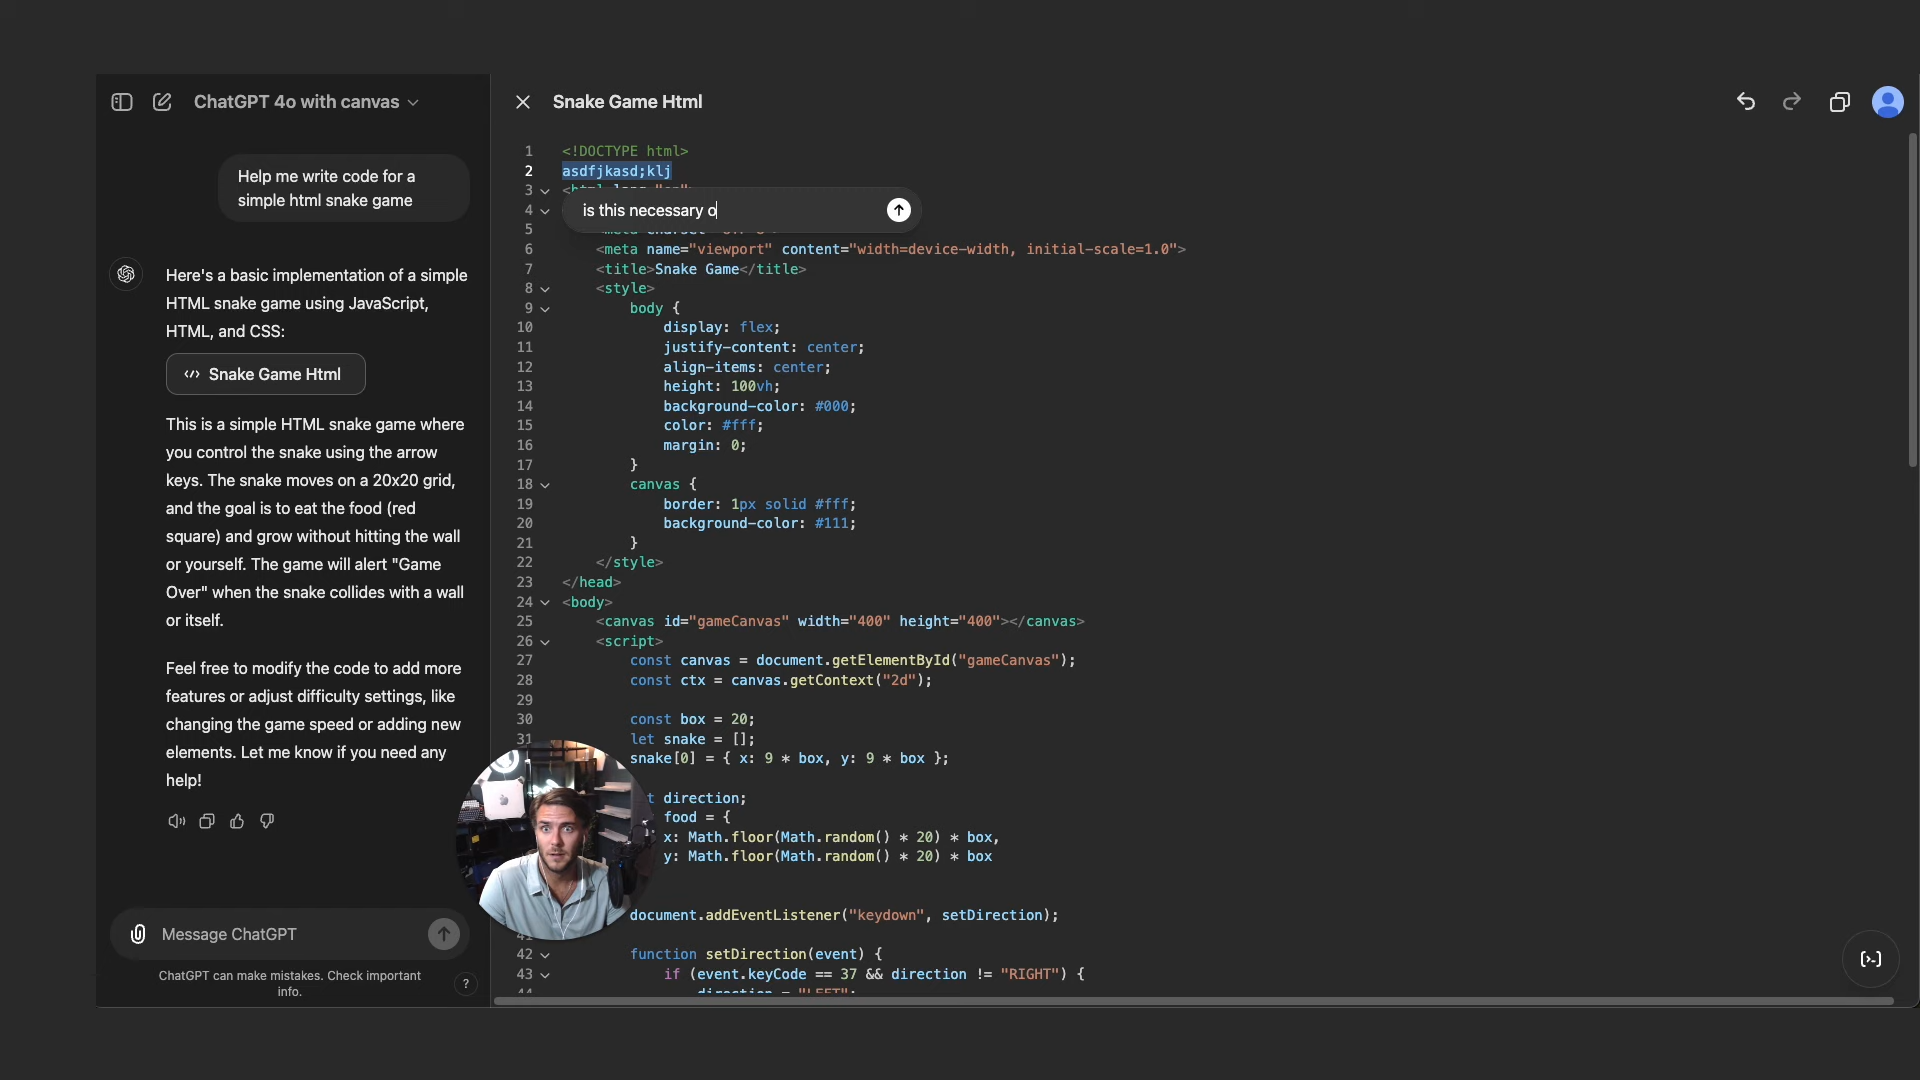 ChatGPT 4o with canvas
Help me write code for a
simple html snake game
Here's a basic implementation of a simple
HTML snake game using JavaScript,
HTML, and CSS:
Snake Game Html
This is a simple HTML snake game where
you control the snake using the arrow
keys. The snake moves on a 20x20 grid,
and the goal is to eat the food (red
square) and grow without hitting the wall
or yourself. The game will alert "Game
Over" when the snake collides with a wall
or itself.
Feel free to modify the code to add more
features or adjust difficulty settings, like
changing the game speed or adding new
elements. Let me know if you need any
help!
Message ChatGPT
ChatGPT can make mistakes. Check important
info.
?
Snake Game Html
1 <!DOCTYPE html>
2 asdfjkasd;klj
3 <html lang="en">
4 is this necessary o
5 <meta charset="UTF-8">
6 <meta name="viewport" content="width=device-width, initial-scale=1.0">
7 <title>Snake Game</title>
8 <style>
9 body {
10 display: flex;
11 justify-content: center;
12 align-items: center;
13 height: 100vh;
14 background-color: #000;
15 color: #fff;
16 margin: 0;
17 }
18 canvas {
19 border: 1px solid #fff;
20 background-color: #111;
21 }
22 </style>
23 </head>
24 <body>
25 <canvas id="gameCanvas" width="400" height="400"></canvas>
26 <script>
27 const canvas = document.getElementById("gameCanvas");
28 const ctx = canvas.getContext("2d");
29
30 const box = 20;
31 let snake = [];
snake[0] = { x: 9 * box, y: 9 * box };
t direction;
food = {
x: Math.floor(Math.random() * 20) * box,
y: Math.floor(Math.random() * 20) * box
document.addEventListener("keydown", setDirection);
41
42 function setDirection(event) {
43 if (event.keyCode == 37 && direction != "RIGHT") {
44 direction = "LEFT";